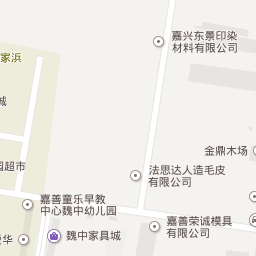 嘉兴东景印染
材料有限公司
家浜
城
金鼎木场
园超市
法思达人造毛皮
有限公司
嘉善童乐早教
中心魏中幼儿园
嘉善荣诚模具
有限公司
魏中家具城
华